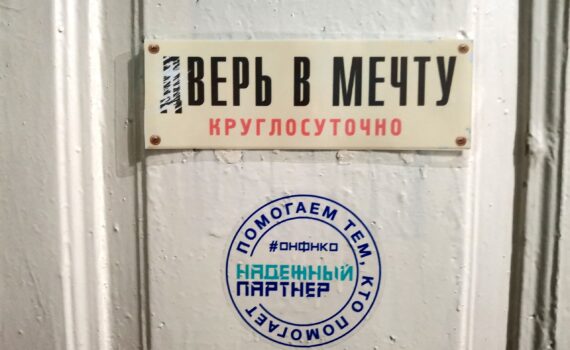 ДВЕРЬ В МЕЧТУ
КРУГЛОСУТОЧНО
ПОМОГАЕМ ТЕМ, КТО ПОМОГАЕТ
#ОНФНКО
НАДЕЖНЫЙ
ПАРТНЕР